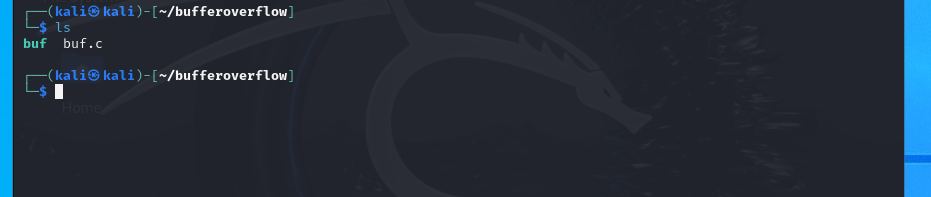 ┌──(kali㉿kali)-[~/bufferoverflow]
└─$ ls
buf  buf.c
┌──(kali㉿kali)-[~/bufferoverflow]
└─$
Home